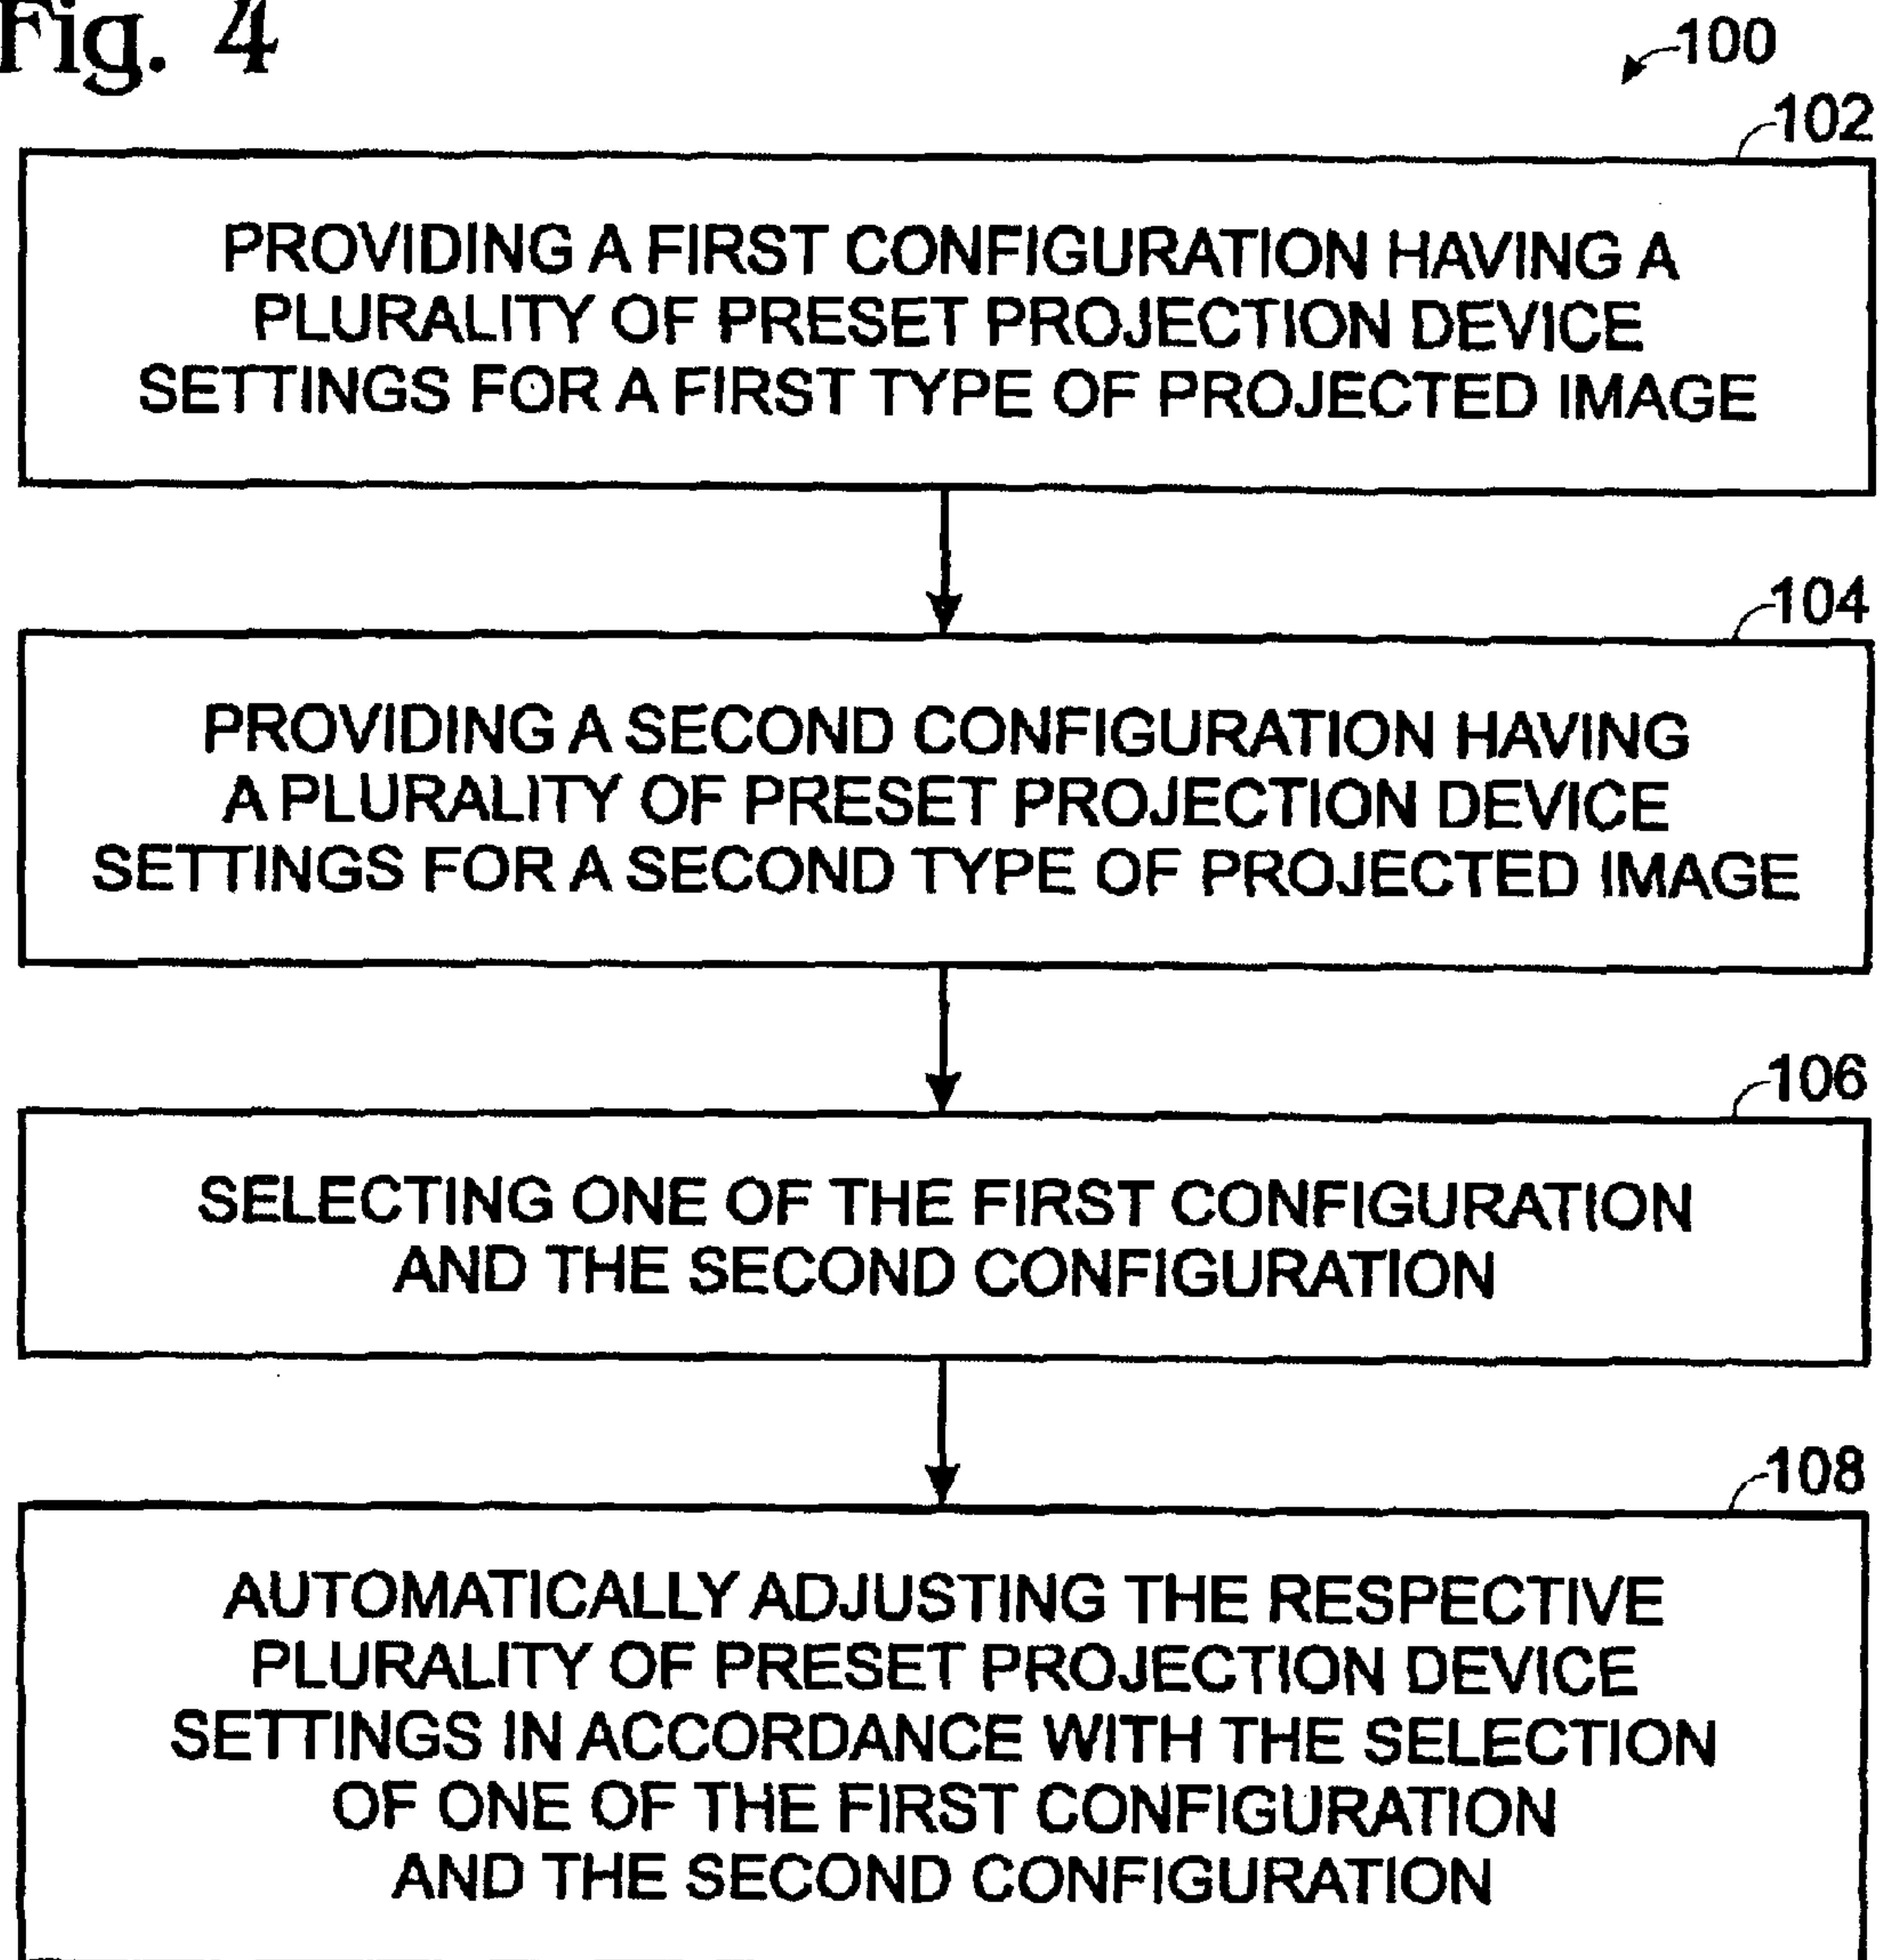 Fig. 4
100
102
PROVIDING A FIRST CONFIGURATION HAVING A
PLURALITY OF PRESET PROJECTION DEVICE
SETTINGS FOR A FIRST TYPE OF PROJECTED IMAGE
104
PROVIDING A SECOND CONFIGURATION HAVING
A PLURALITY OF PRESET PROJECTION DEVICE
SETTINGS FOR A SECOND TYPE OF PROJECTED IMAGE
106
SELECTING ONE OF THE FIRST CONFIGURATION
AND THE SECOND CONFIGURATION
108
AUTOMATICALLY ADJUSTING THE RESPECTIVE
PLURALITY OF PRESET PROJECTION DEVICE
SETTINGS IN ACCORDANCE WITH THE SELECTION
OF ONE OF THE FIRST CONFIGURATION
AND THE SECOND CONFIGURATION